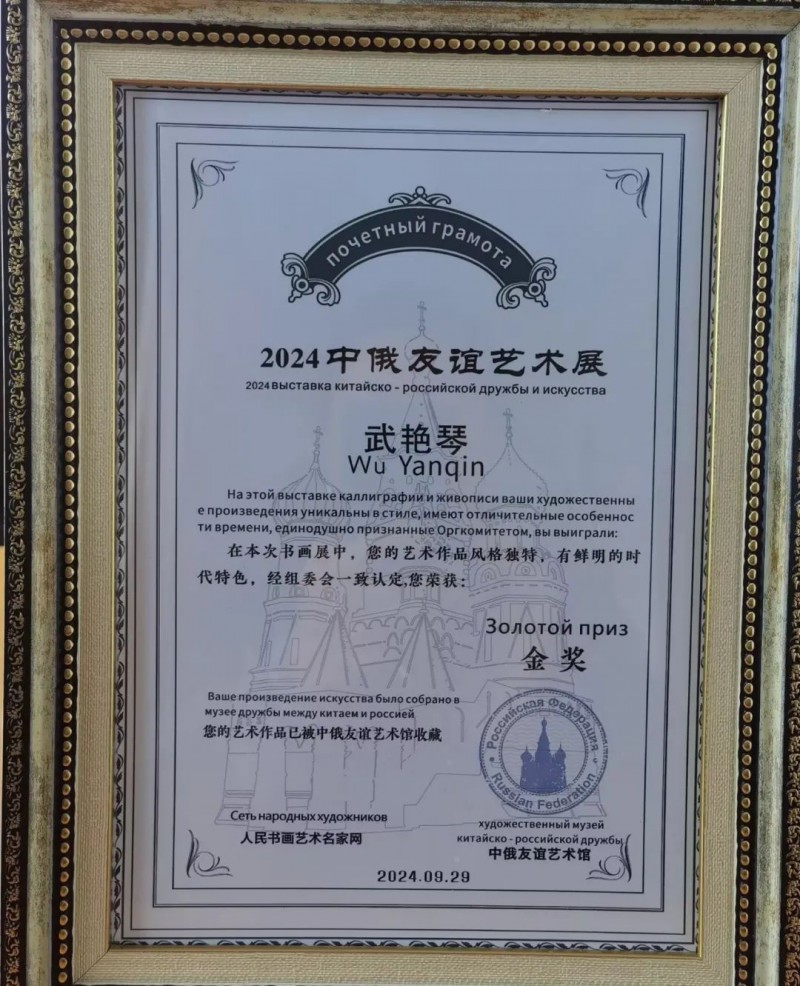 почетный грамота
2024中俄友谊艺术展
2024 выставка китайско - российской дружбы и искусства
武艳琴
Wu Yanqin
На этой выставке каллиграфии и живописи ваши художественны
е произведения уникальны в стиле, имеют отличительные особеннос
ти времени, единодушно признанные Оргкомитетом, вы выиграли:
在本次书画展中，您的艺术作品风格独特，有鲜明的时
代特色，经组委会一致认定,您荣获：
Золотой приз
金奖
Ваше произведение искусства было собрано в
музее дружбы между китаем и россией
您的艺术作品已被中俄友谊艺术馆收藏
Российская Федерация
Russian Federation
Сеть народных художников
人民书画艺术名家网
художественный музей
китайско - российской дружбы
中俄友谊艺术馆
2024.09.29